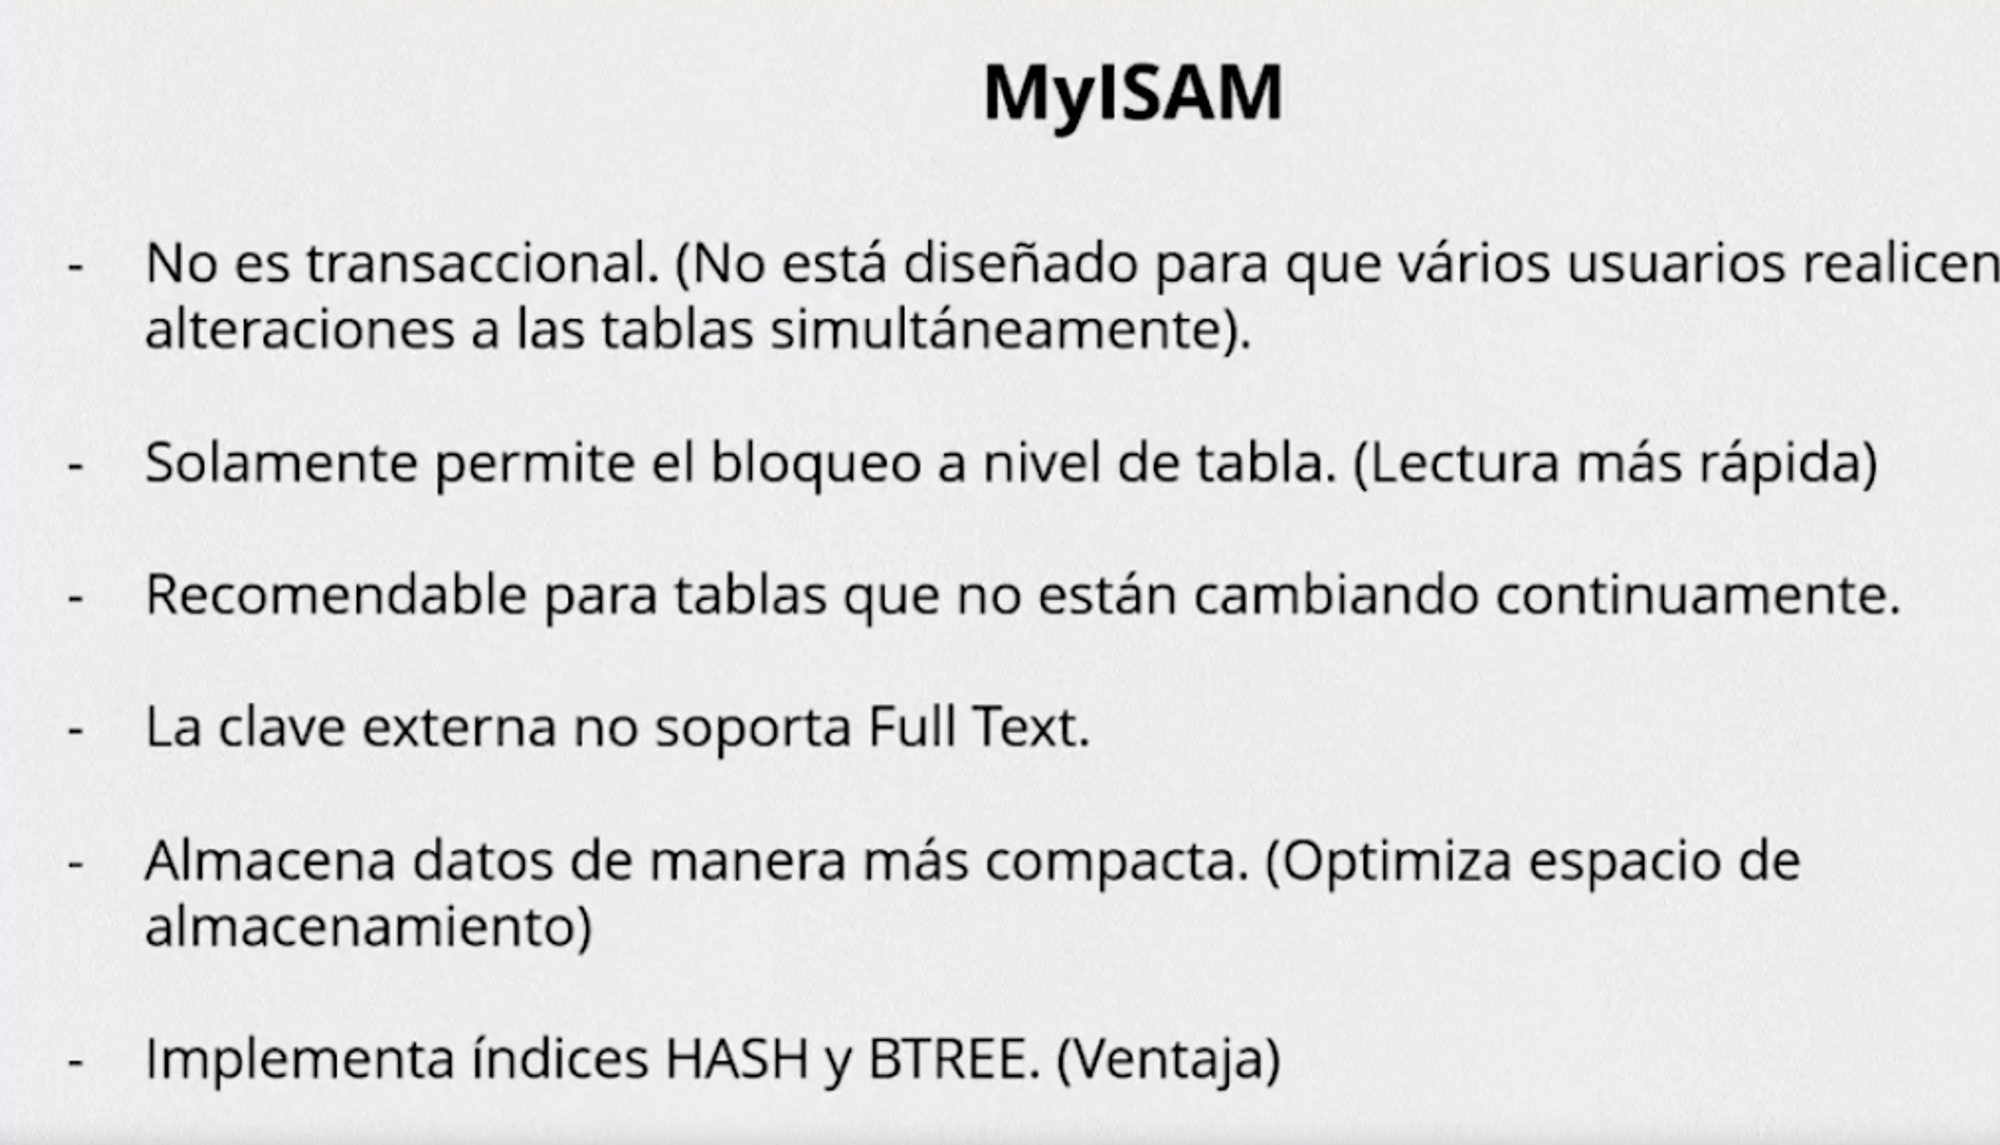 MyISAM
- No es transaccional. (No está diseñado para que vários usuarios realicen
alteraciones a las tablas simultáneamente).
- Solamente permite el bloqueo a nivel de tabla. (Lectura más rápida)
- Recomendable para tablas que no están cambiando continuamente.
- La clave externa no soporta Full Text.
- Almacena datos de manera más compacta. (Optimiza espacio de
almacenamiento)
- Implementa índices HASH y BTREE. (Ventaja)